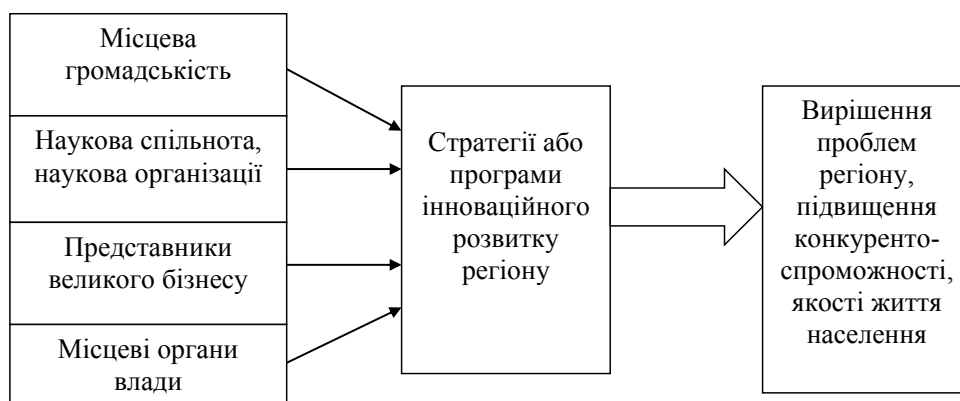 Місцева
громадськість
Наукова спільнота,
наукова організації
Представники
великого бізнесу
Місцеві органи
влади
Стратегії або
програми
інноваційного
розвитку
регіону
Вирішення
проблем
регіону,
підвищення
конкуренто-
спроможності,
якості життя
населення